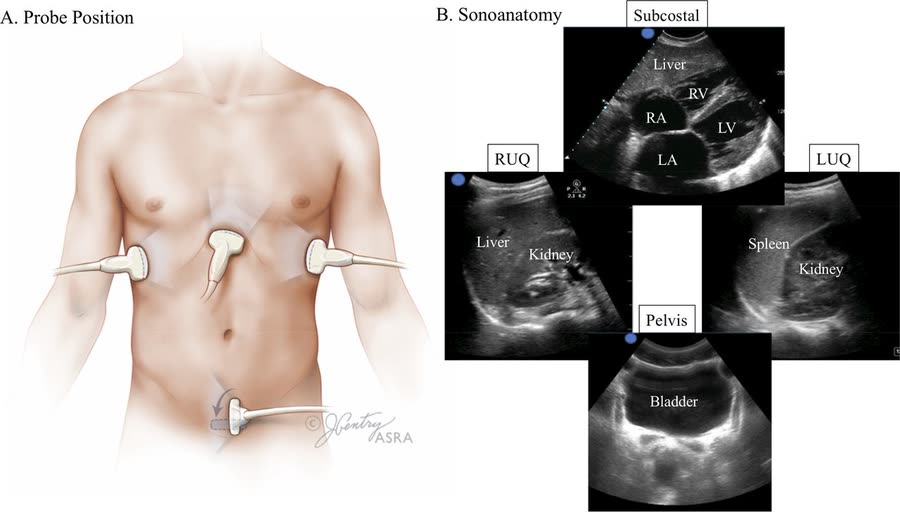 A. Probe Position
B. Sonoanatomy
Subcostal
Liver
RV
RA
LV
LA
RUQ
LUQ
Liver
Kidney
Spleen
Kidney
Pelvis
Bladder
© JGentry
ASRA